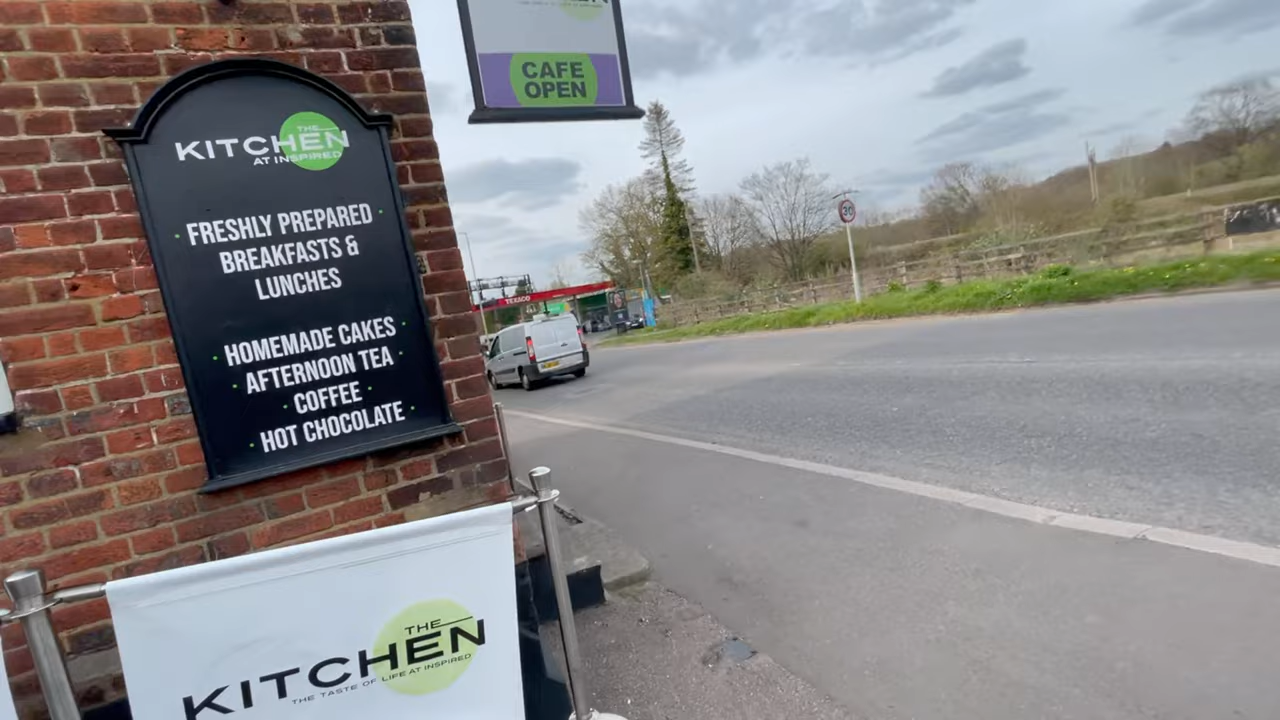 CAFE
OPEN
THE
KITCHEN
AT INSPIRED
FRESHLY PREPARED
BREAKFASTS &
LUNCHES
HOMEMADE CAKES
AFTERNOON TEA
COFFEE
HOT CHOCOLATE
30
TESCO
THE
KITCHEN
THE TASTE OF LIFE AT INSPIRED